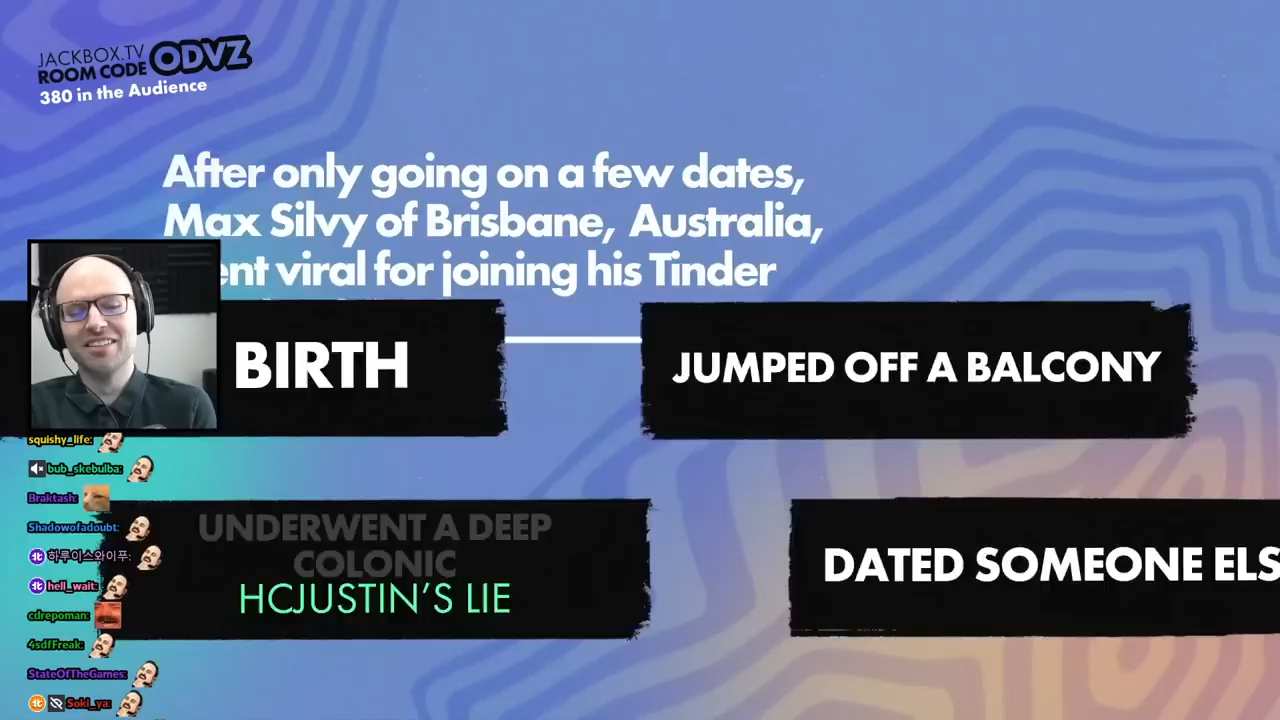 JACKBOX.TV
ROOM CODE ODVZ
380 in the Audience
After only going on a few dates,
Max Silvy of Brisbane, Australia,
ent viral for joining his Tinder
BIRTH
JUMPED OFF A BALCONY
UNDERWENT A DEEP
COLONIC
HCJUSTIN'S LIE
DATED SOMEONE ELS
squishy_life:
bub_skebulba:
Braktash:
Shadowofadoubt:
하루이스와이푸:
hell_wait:
cdrepoman:
4sdfFreak:
StateOfTheGames:
Soki_ya: